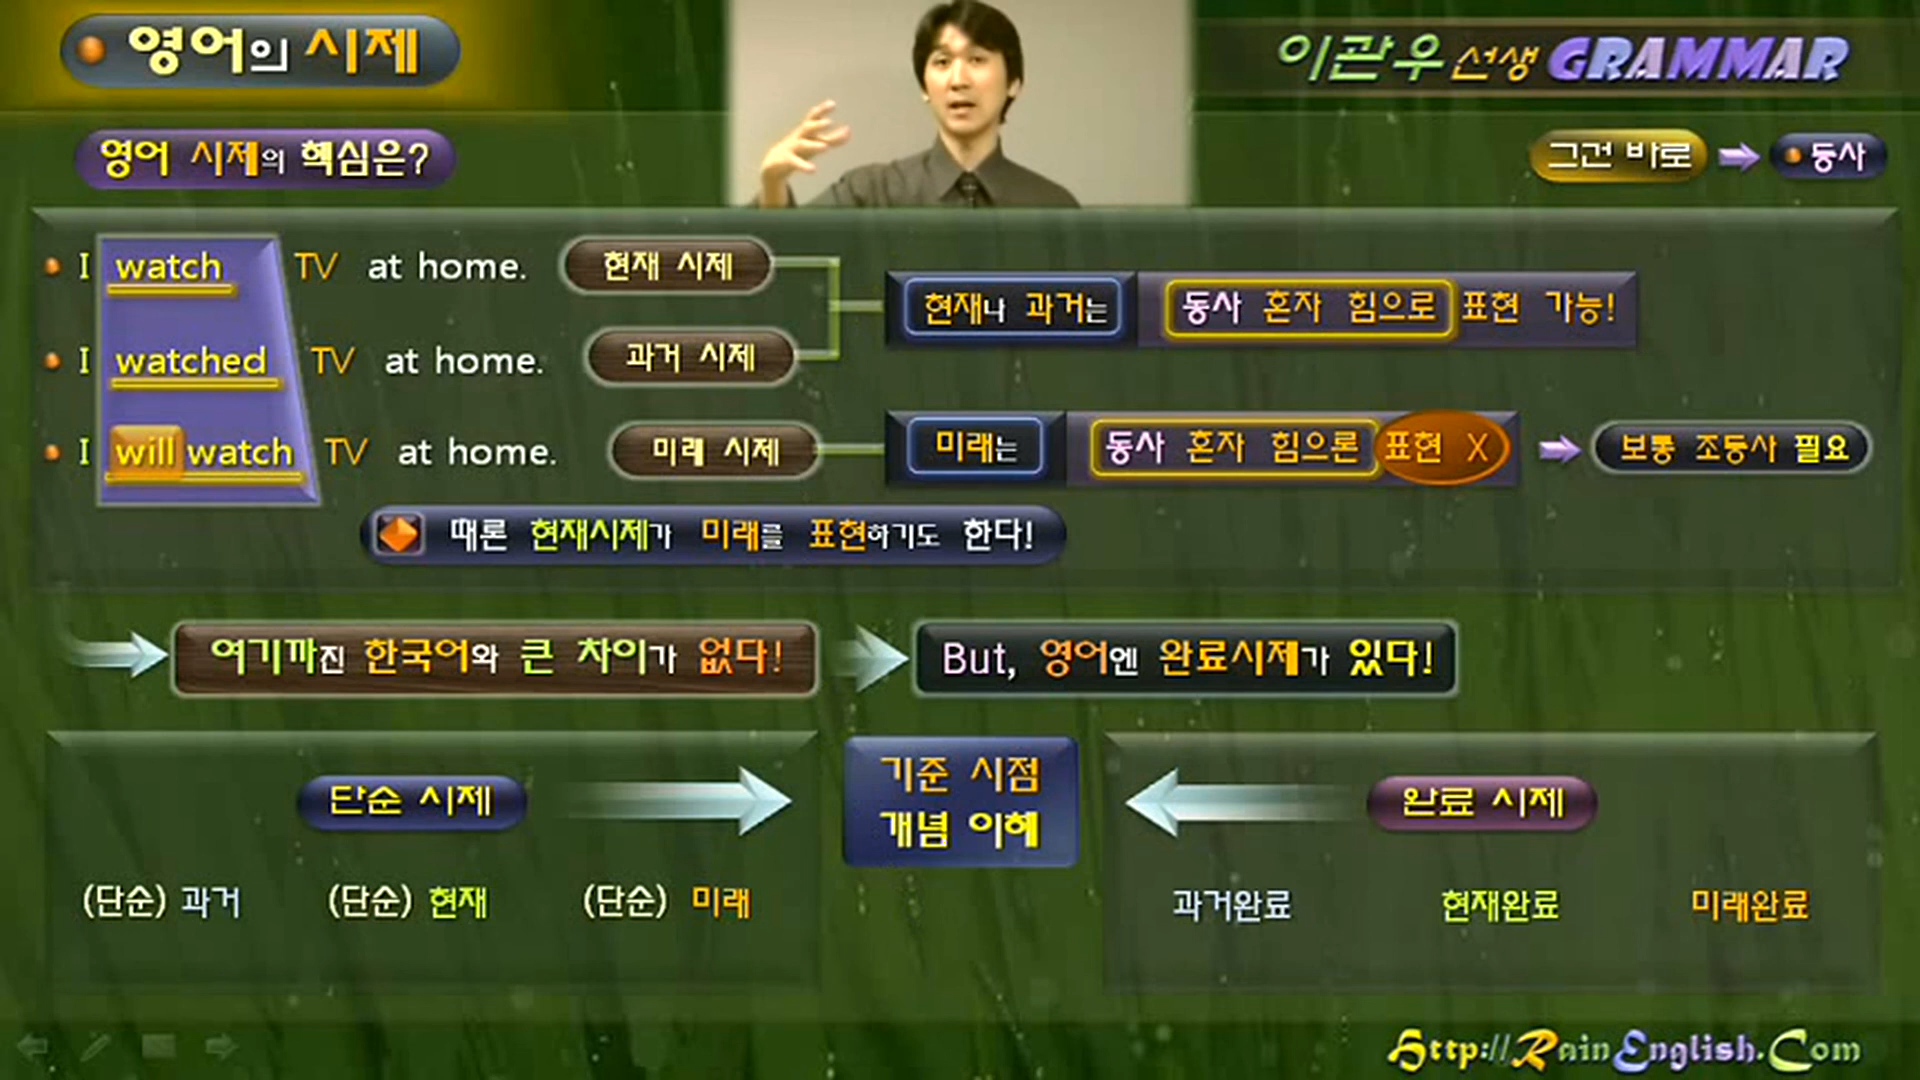 영어의 시제
이관우 선생 GRAMMAR
영어 시제의 핵심은?
그건 바로
동사
I watch TV at home.
현재 시제
현재나 과거는
동사 혼자 힘으로 표현 가능!
I watched TV at home.
과거 시제
I will watch TV at home.
미래 시제
미래는
동사 혼자 힘으론 표현 X
보통 조동사 필요
때론 현재시제가 미래를 표현하기도 한다!
여기까진 한국어와 큰 차이가 없다!
But, 영어엔 완료시제가 있다!
단순 시제
기준 시점
개념 이해
완료 시제
(단순) 과거
(단순) 현재
(단순) 미래
과거완료
현재완료
미래완료
Http://RainEnglish.Com